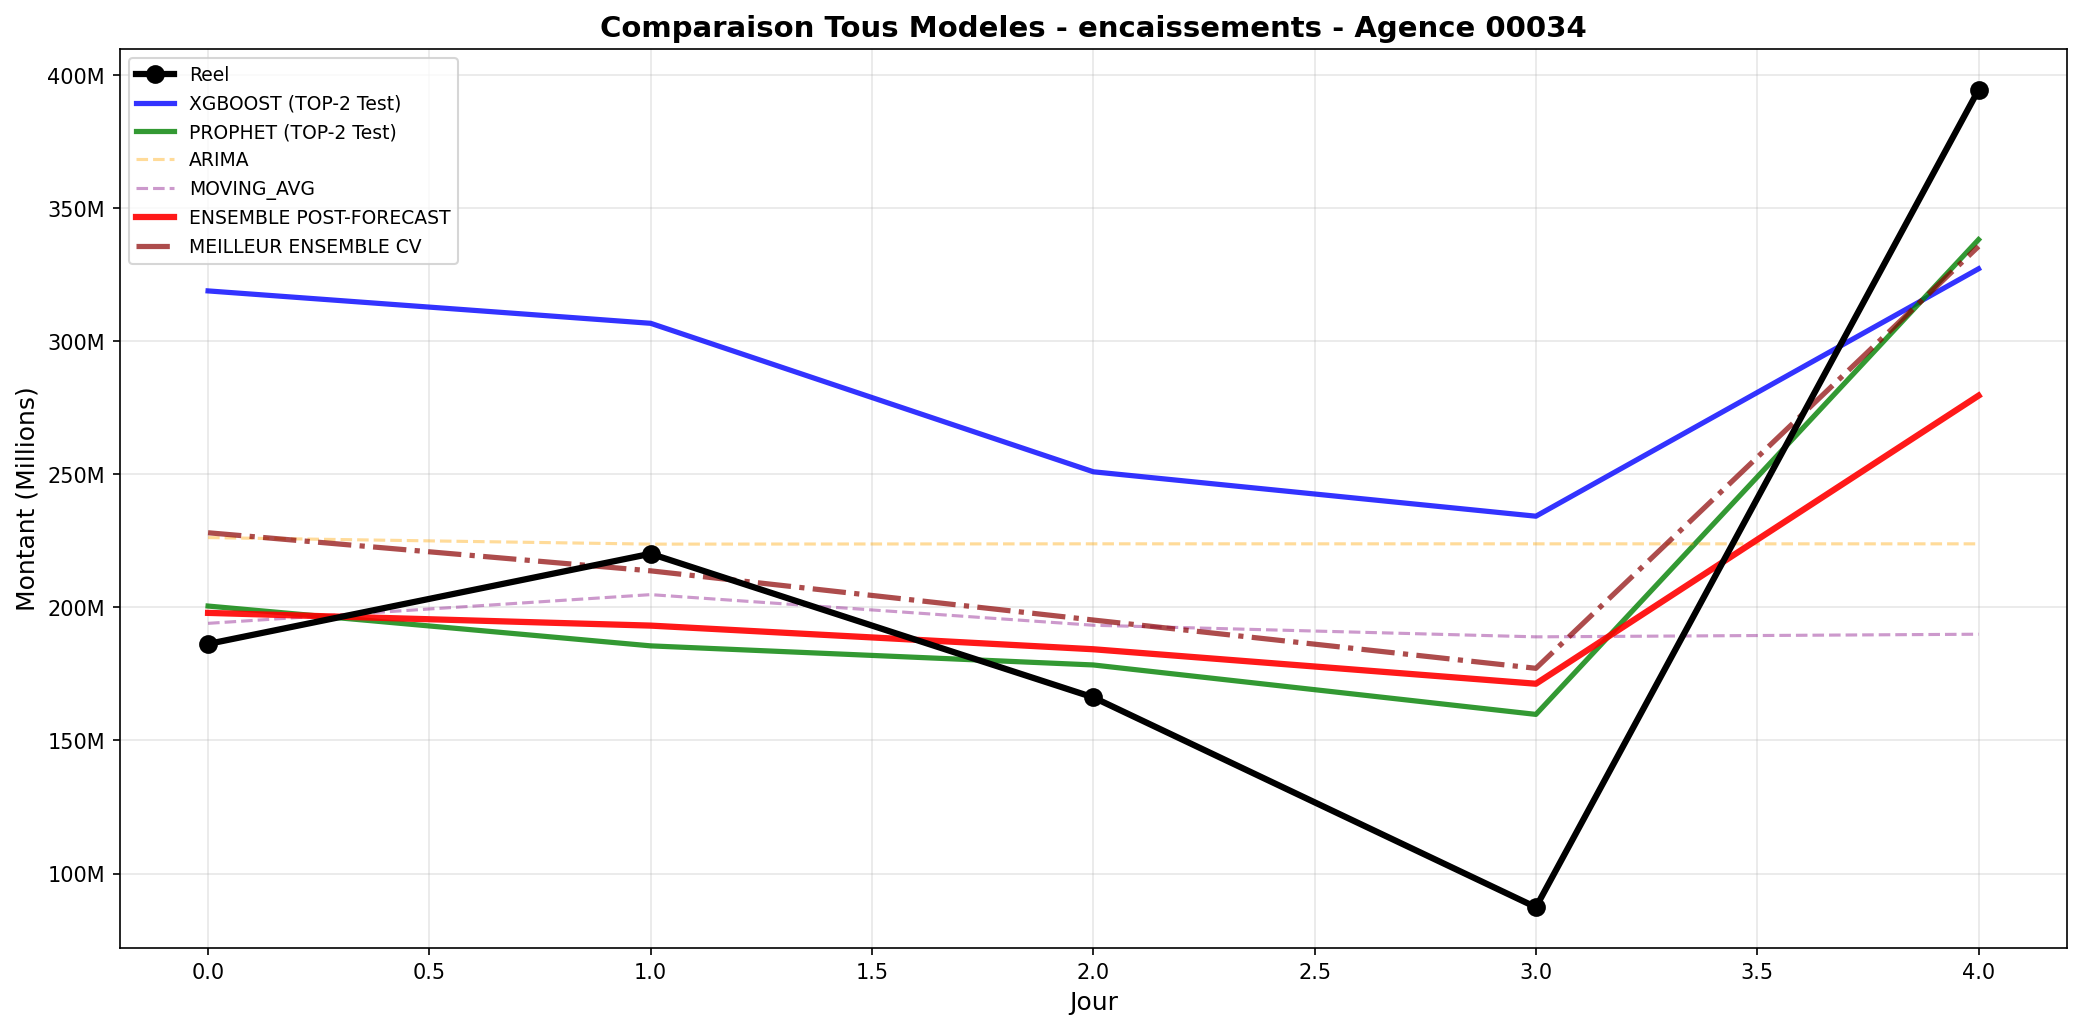 Comparaison Tous Modeles - encaissements - Agence 00034
Reel
XGBOOST (TOP-2 Test)
PROPHET (TOP-2 Test)
ARIMA
MOVING_AVG
ENSEMBLE POST-FORECAST
MEILLEUR ENSEMBLE CV
Montant (Millions)
400M
350M
300M
250M
200M
150M
100M
0.0 0.5 1.0 1.5 2.0 2.5 3.0 3.5 4.0
Jour